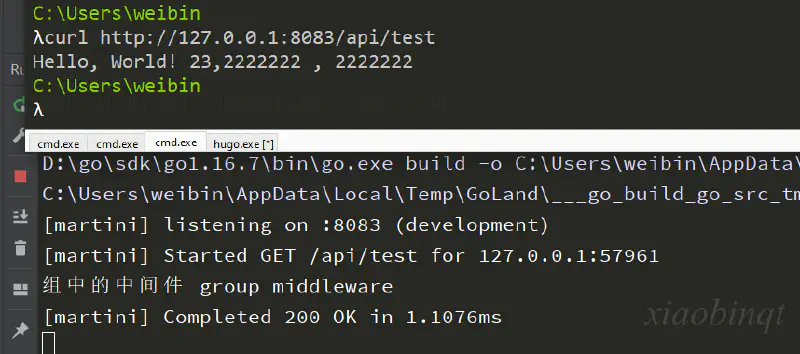 C:\Users\weibin
λcurl http://127.0.0.1:8083/api/test
Hello, World! 23,2222222 , 2222222
C:\Users\weibin
λ
Ru
cmd.exe cmd.exe cmd.exe hugo.exe [*]
D:\go\sdk\go1.16.7\bin\go.exe build -o C:\Users\weibin\AppData\
C:\Users\weibin\AppData\Local\Temp\GoLand\___go_build_go_src_tm
[martini] listening on :8083 (development)
[martini] Started GET /api/test for 127.0.0.1:57961
组中的中间件 group middleware
[martini] Completed 200 OK in 1.1076ms
xiaobinqt